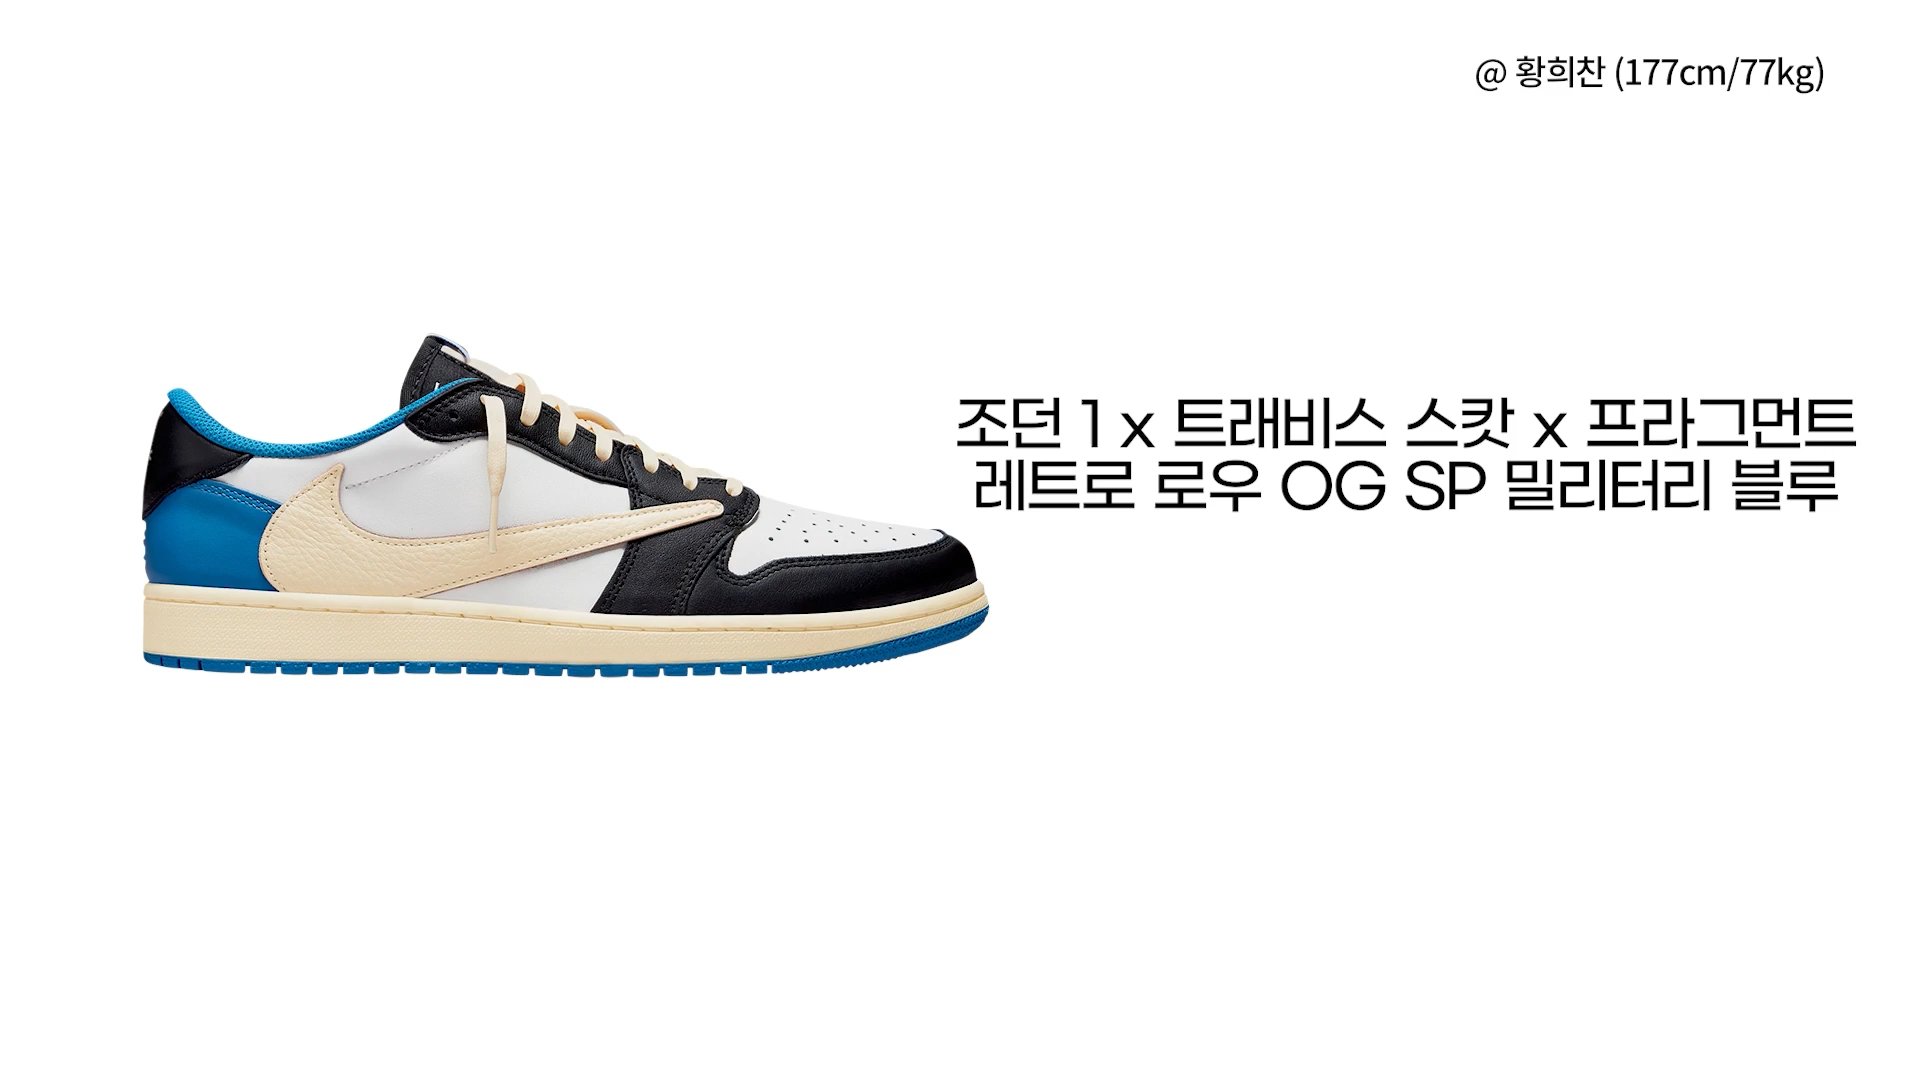 @ 황희찬 (177cm/77kg)
조던 1 x 트래비스 스캇 x 프라그먼트
레트로 로우 OG SP 밀리터리 블루